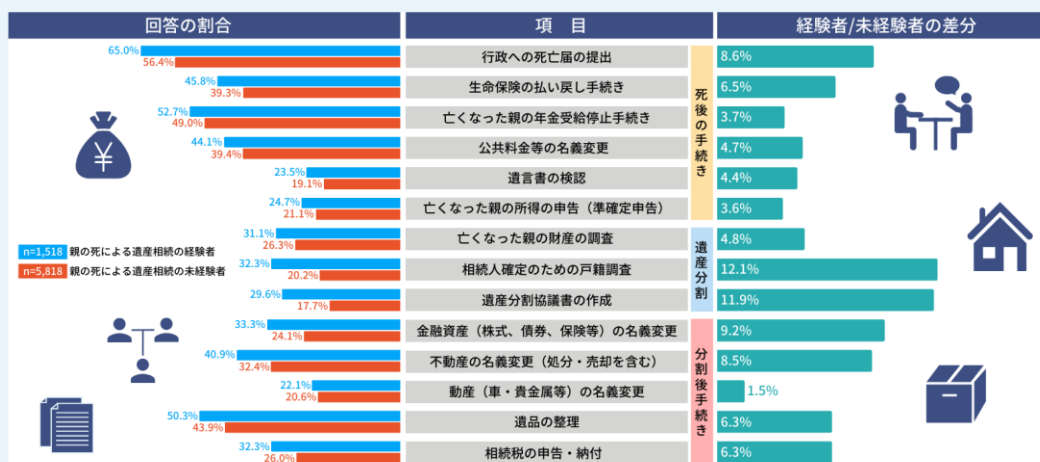 回答の割合 項　目 経験者/未経験者の差分
65.0% 行政への死亡届の提出 8.6%
56.4%
45.8% 生命保険の払い戻し手続き 6.5%
39.3%
52.7% 亡くなった親の年金受給停止手続き 3.7%
49.0%
44.1% 公共料金等の名義変更 4.7%
39.4%
23.5% 遺言書の検認 4.4%
19.1%
24.7% 亡くなった親の所得の申告（準確定申告） 3.6%
21.1%
死後の手続き
31.1% 亡くなった親の財産の調査 4.8%
26.3%
32.3% 相続人確定のための戸籍調査 12.1%
20.2%
29.6% 遺産分割協議書の作成 11.9%
17.7%
遺産分割
33.3% 金融資産（株式、債券、保険等）の名義変更 9.2%
24.1%
40.9% 不動産の名義変更（処分・売却を含む） 8.5%
32.4%
22.1% 動産（車・貴金属等）の名義変更 1.5%
20.6%
50.3% 遺品の整理 6.3%
43.9%
32.3% 相続税の申告・納付 6.3%
26.0%
分割後手続き
n=1,518 親の死による遺産相続の経験者
n=5,818 親の死による遺産相続の未経験者
¥